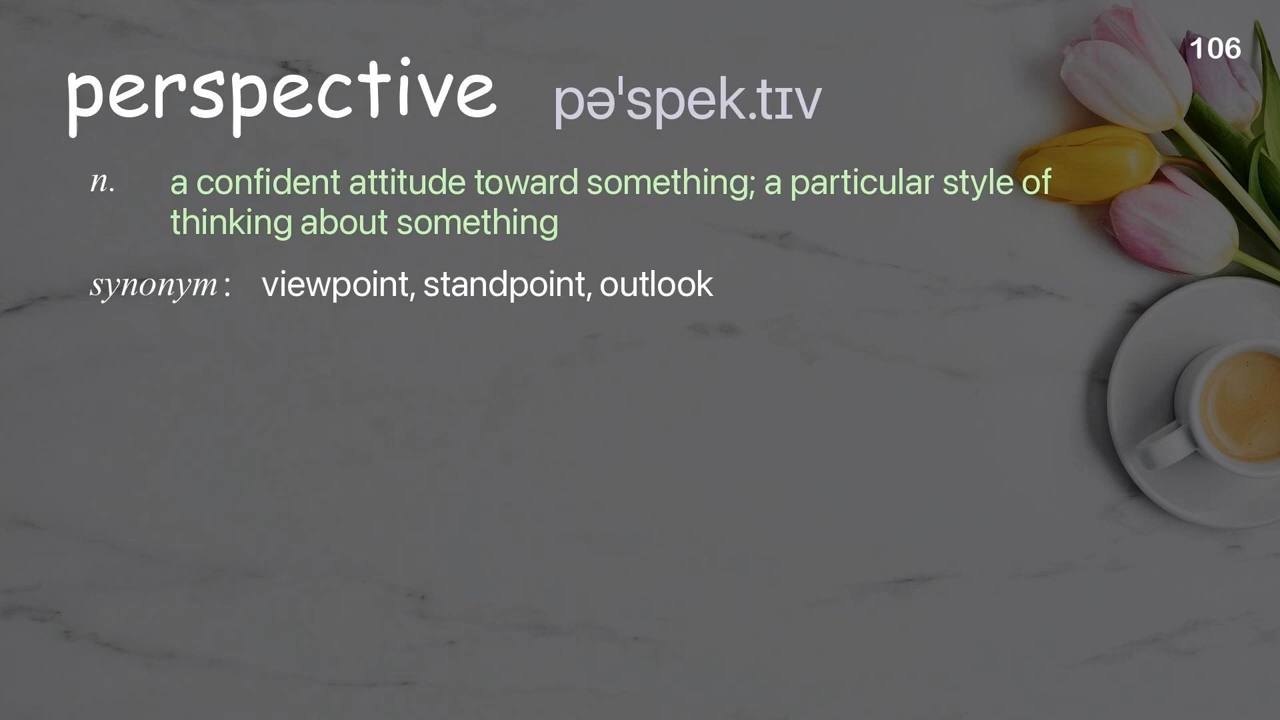 106
perspective pəˈspek.tɪv
n. a confident attitude toward something; a particular style of
thinking about something
synonym: viewpoint, standpoint, outlook